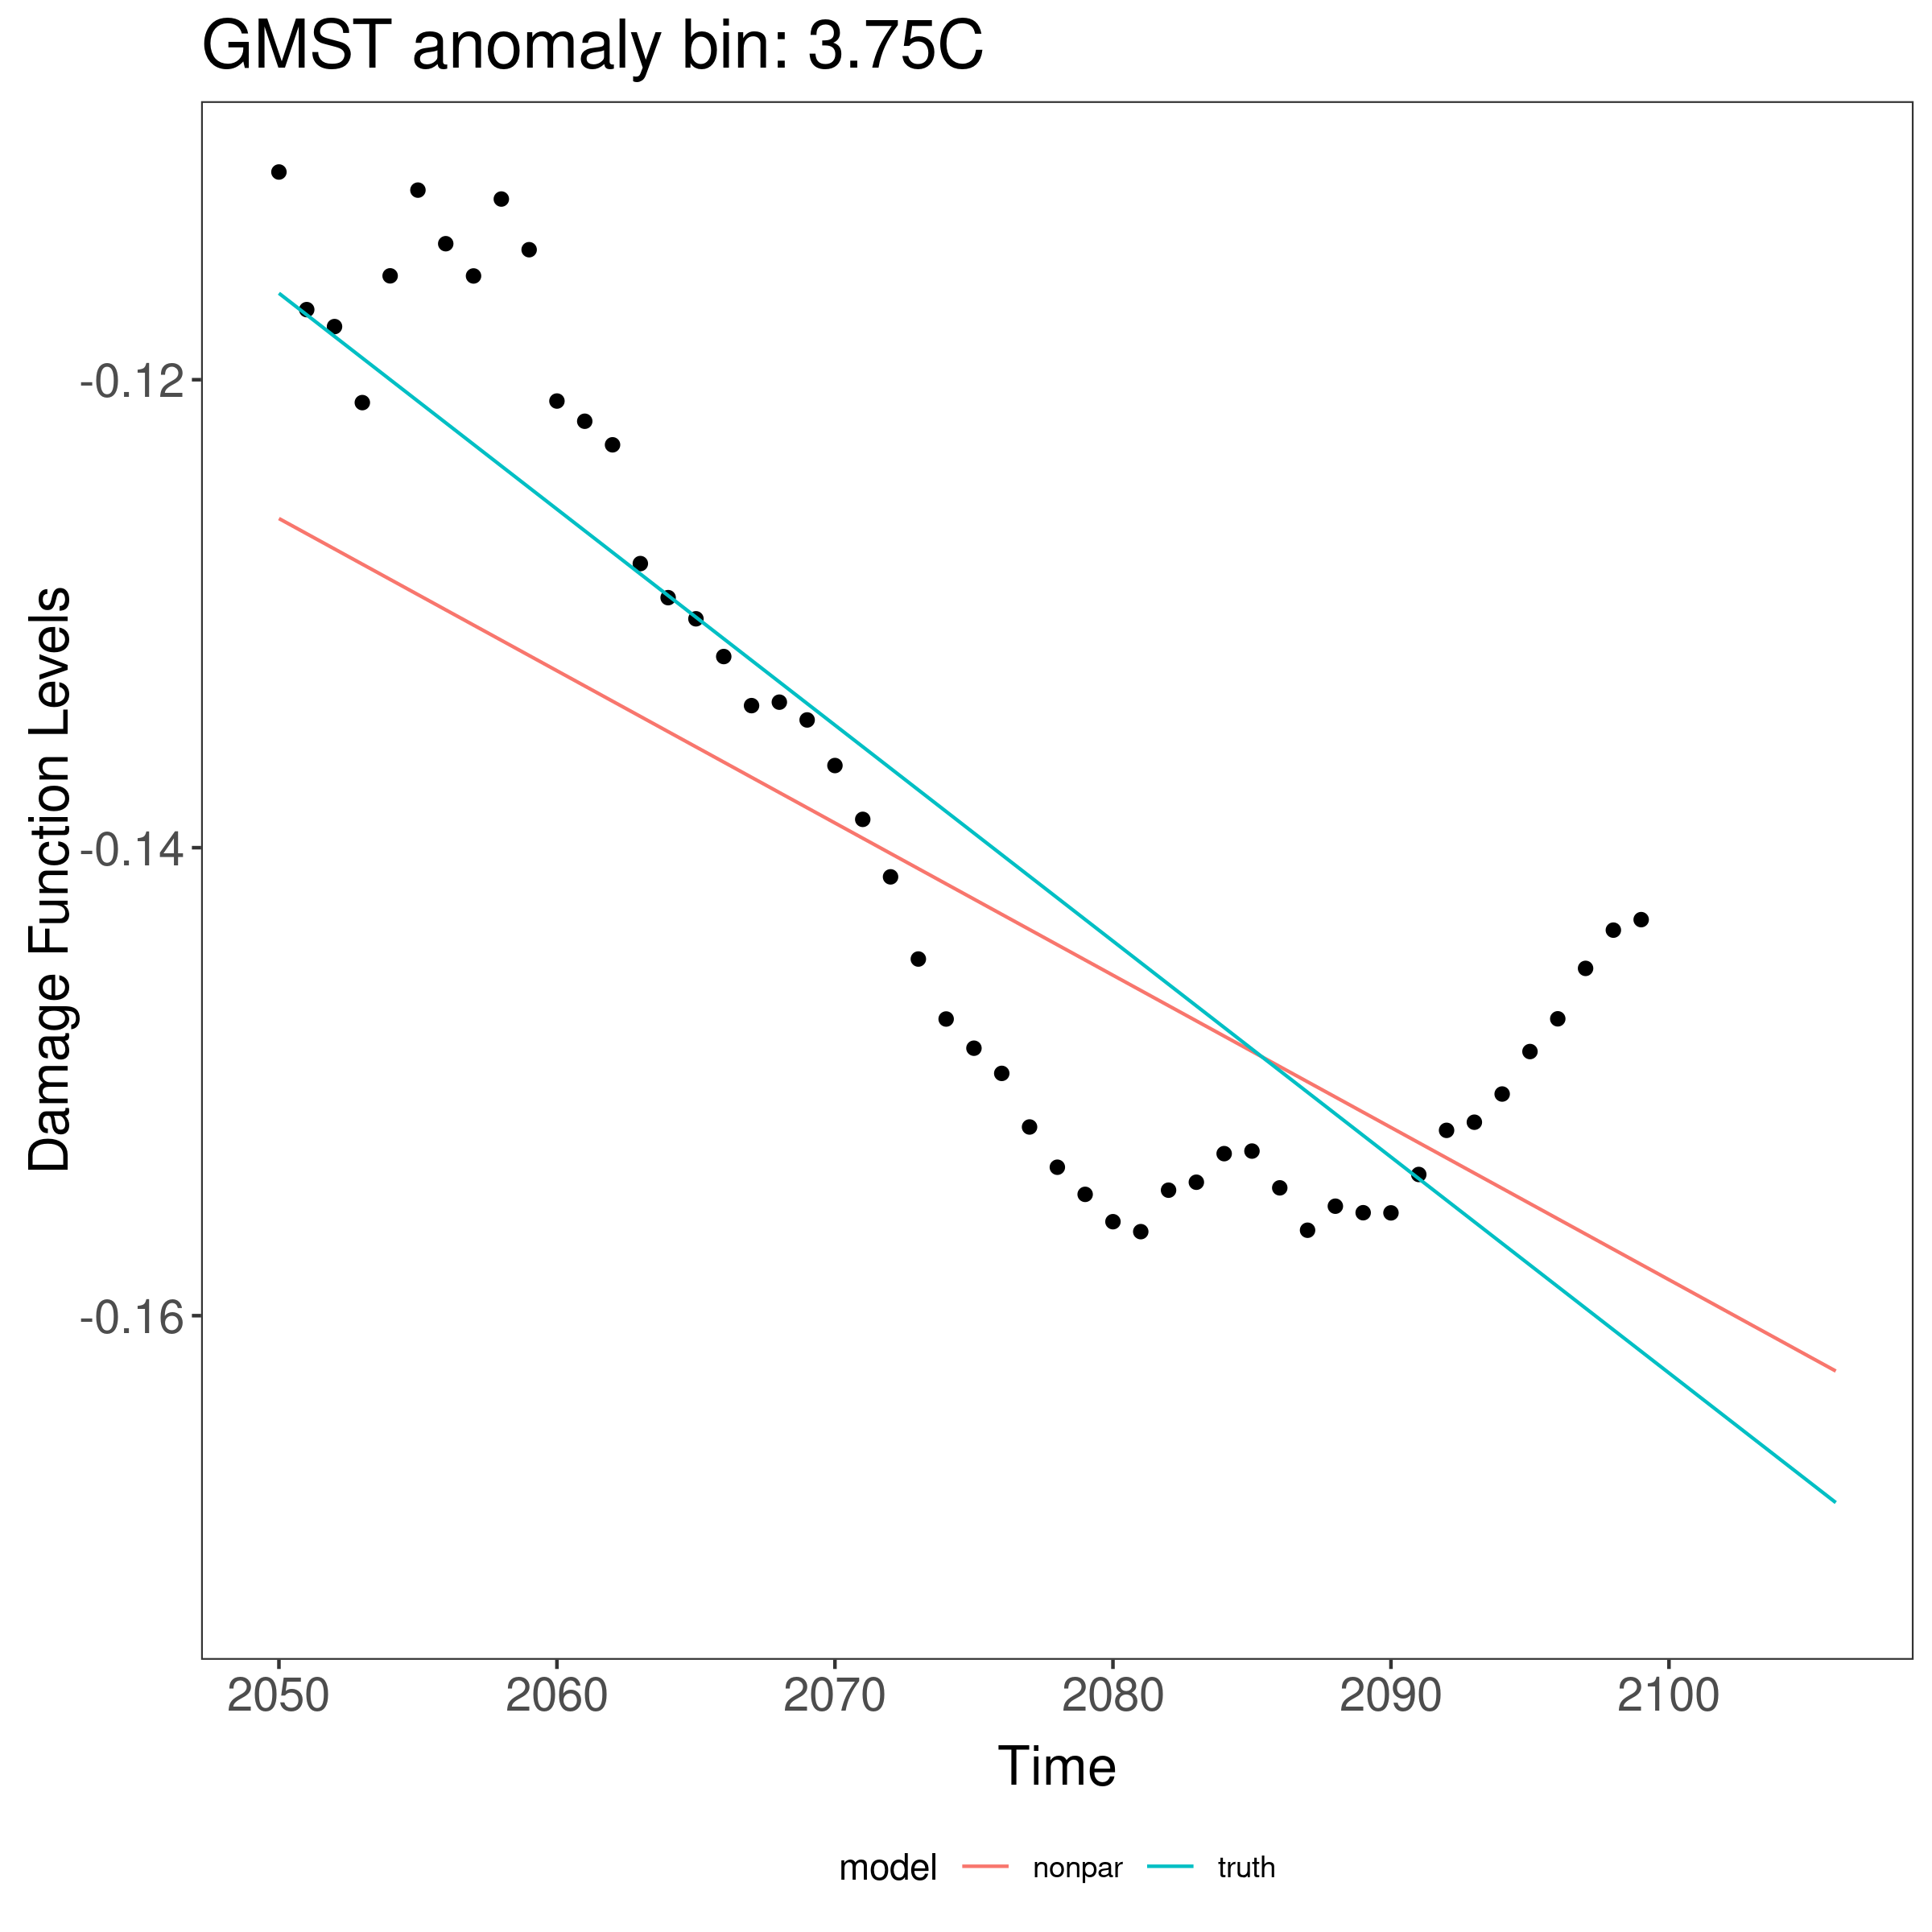 GMST anomaly bin: 3.75C
Damage Function Levels
-0.12
-0.14
-0.16
2050 2060 2070 2080 2090 2100
Time
model nonpar truth